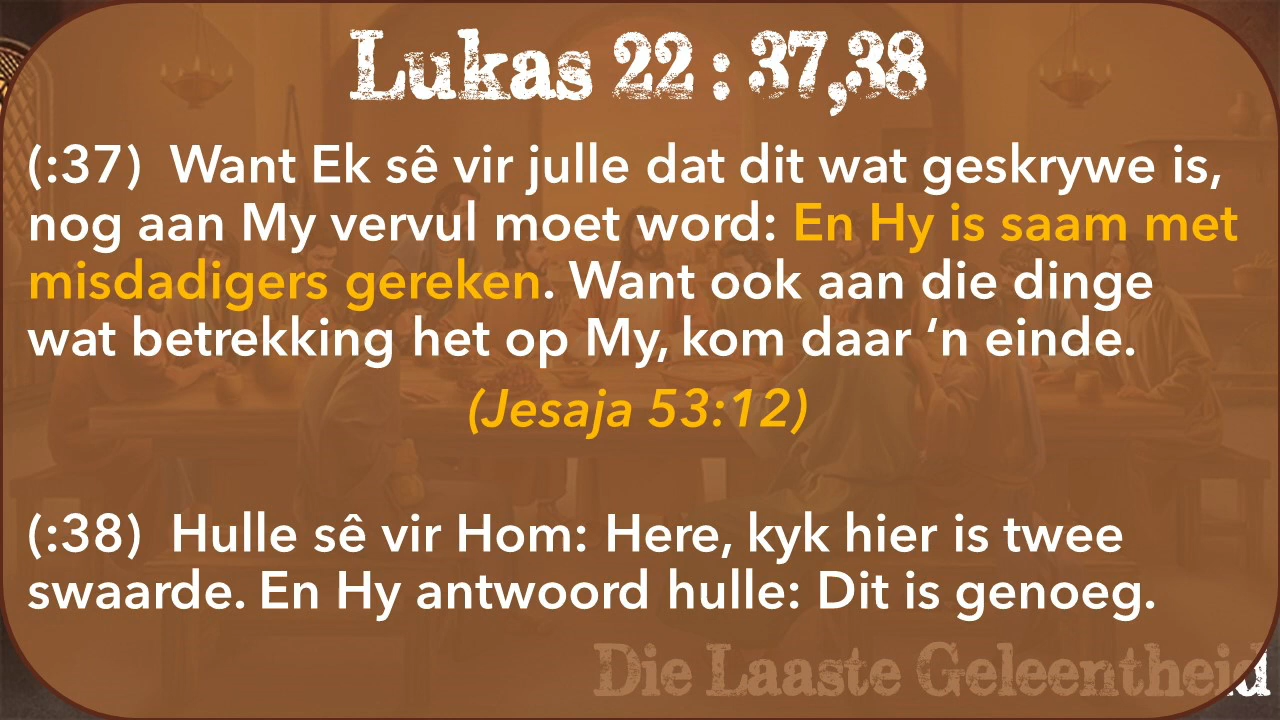 Lukas 22 : 37,38
(:37) Want Ek sê vir julle dat dit wat geskrywe is,
nog aan My vervul moet word: En Hy is saam met
misdadigers gereken. Want ook aan die dinge
wat betrekking het op My, kom daar ‘n einde.
(Jesaja 53:12)
(:38) Hulle sê vir Hom: Here, kyk hier is twee
swaarde. En Hy antwoord hulle: Dit is genoeg.
Die Laaste Geleentheid